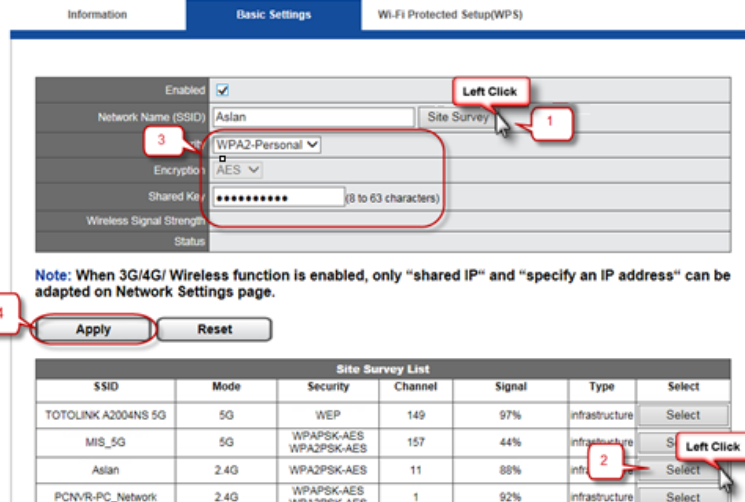 Information Basic Settings Wi-Fi Protected Setup(WPS)
Enabled
Left Click
Network Name (SSID) Aslan Site Survey 1
3 WPA2-Personal
Encryption AES
Shared Key ●●●●●●●●●● (8 to 63 characters)
Wireless Signal Strength
Status
Note: When 3G/4G/ Wireless function is enabled, only “shared IP“ and “specify an IP address“ can be
adapted on Network Settings page.
4 Apply Reset
Site Survey List
SSID Mode Security Channel Signal Type Select
TOTOLINK A2004NS 5G 5G WEP 149 97% infrastructure Select
MIS_5G 5G WPAPSK-AES
WPA2PSK-AES 157 44% infrastructure
Left Click
Aslan 2.4G WPA2PSK-AES 11 88% 2 Select
PCNVR-PC_Network 2.4G WPAPSK-AES
1 92% infrastructure Select